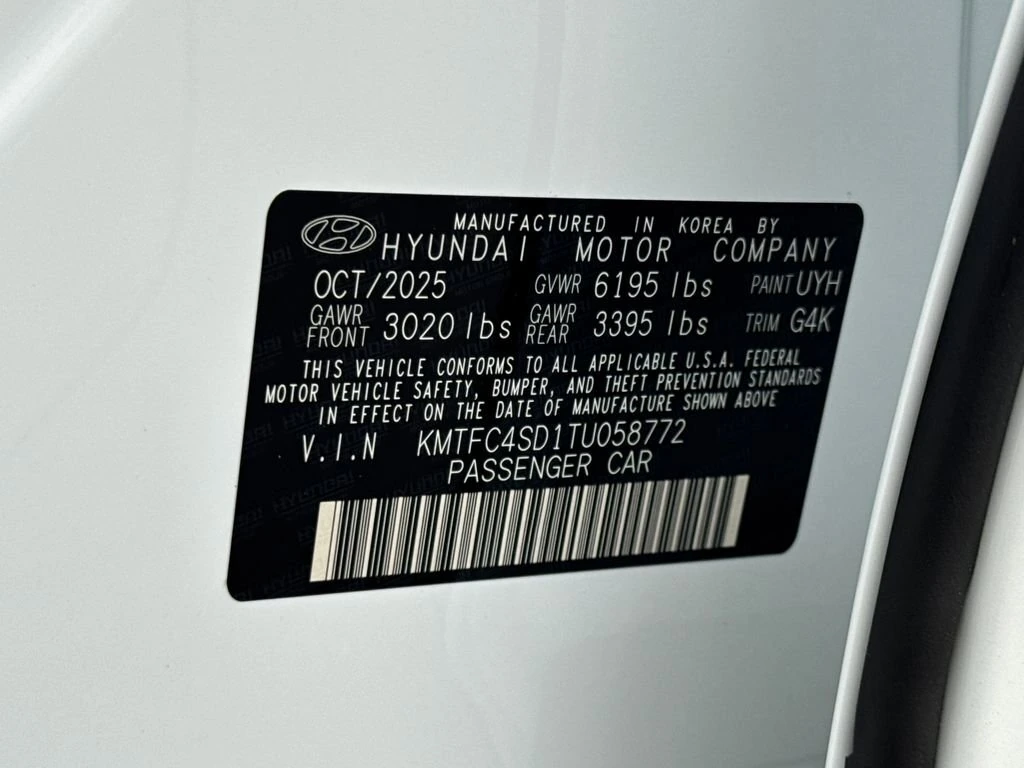 MANUFACTURED IN KOREA BY
HYUNDAI MOTOR COMPANY
OCT/2025 GVWR 6195 lbs PAINT UYH
GAWR FRONT 3020 lbs GAWR REAR 3395 lbs TRIM G4K
THIS VEHICLE CONFORMS TO ALL APPLICABLE U.S.A. FEDERAL
MOTOR VEHICLE SAFETY, BUMPER, AND THEFT PREVENTION STANDARDS
IN EFFECT ON THE DATE OF MANUFACTURE SHOWN ABOVE
V.I.N KMTFC4SD1TU058772
PASSENGER CAR